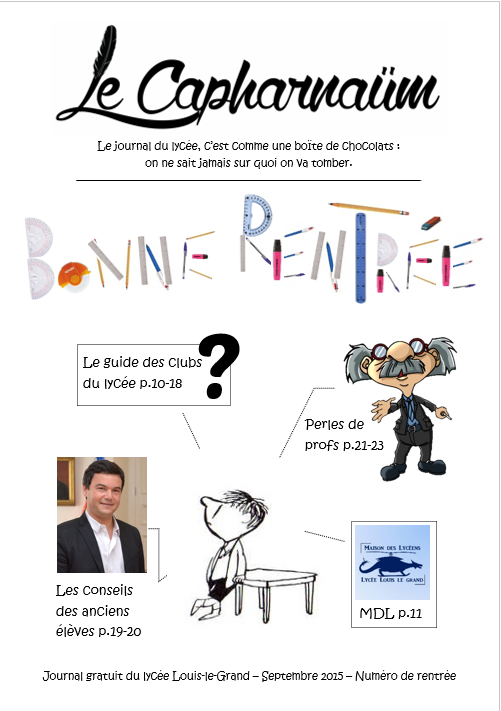 Le Capharnaüm
Le journal du lycée, c'est comme une boîte de chocolats :
on ne sait jamais sur quoi on va tomber.
BONNE RENTRÉE
Le guide des clubs
du lycée p.10-18
?
Perles de
profs p.21-23
Les conseils
des anciens
élèves p.19-20
MAISON DES LYCÉENS
LYCÉE LOUIS LE GRAND
MDL p.11
Journal gratuit du lycée Louis-le-Grand – Septembre 2015 – Numéro de rentrée